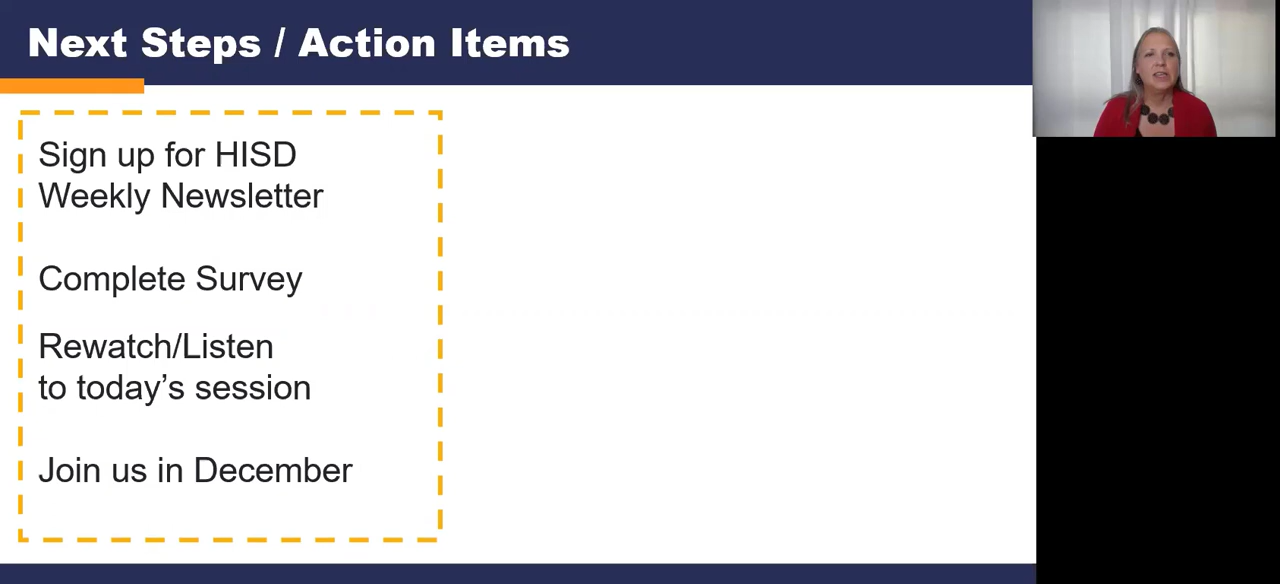 Next Steps / Action Items
Sign up for HISD
Weekly Newsletter
Complete Survey
Rewatch/Listen
to today’s session
Join us in December